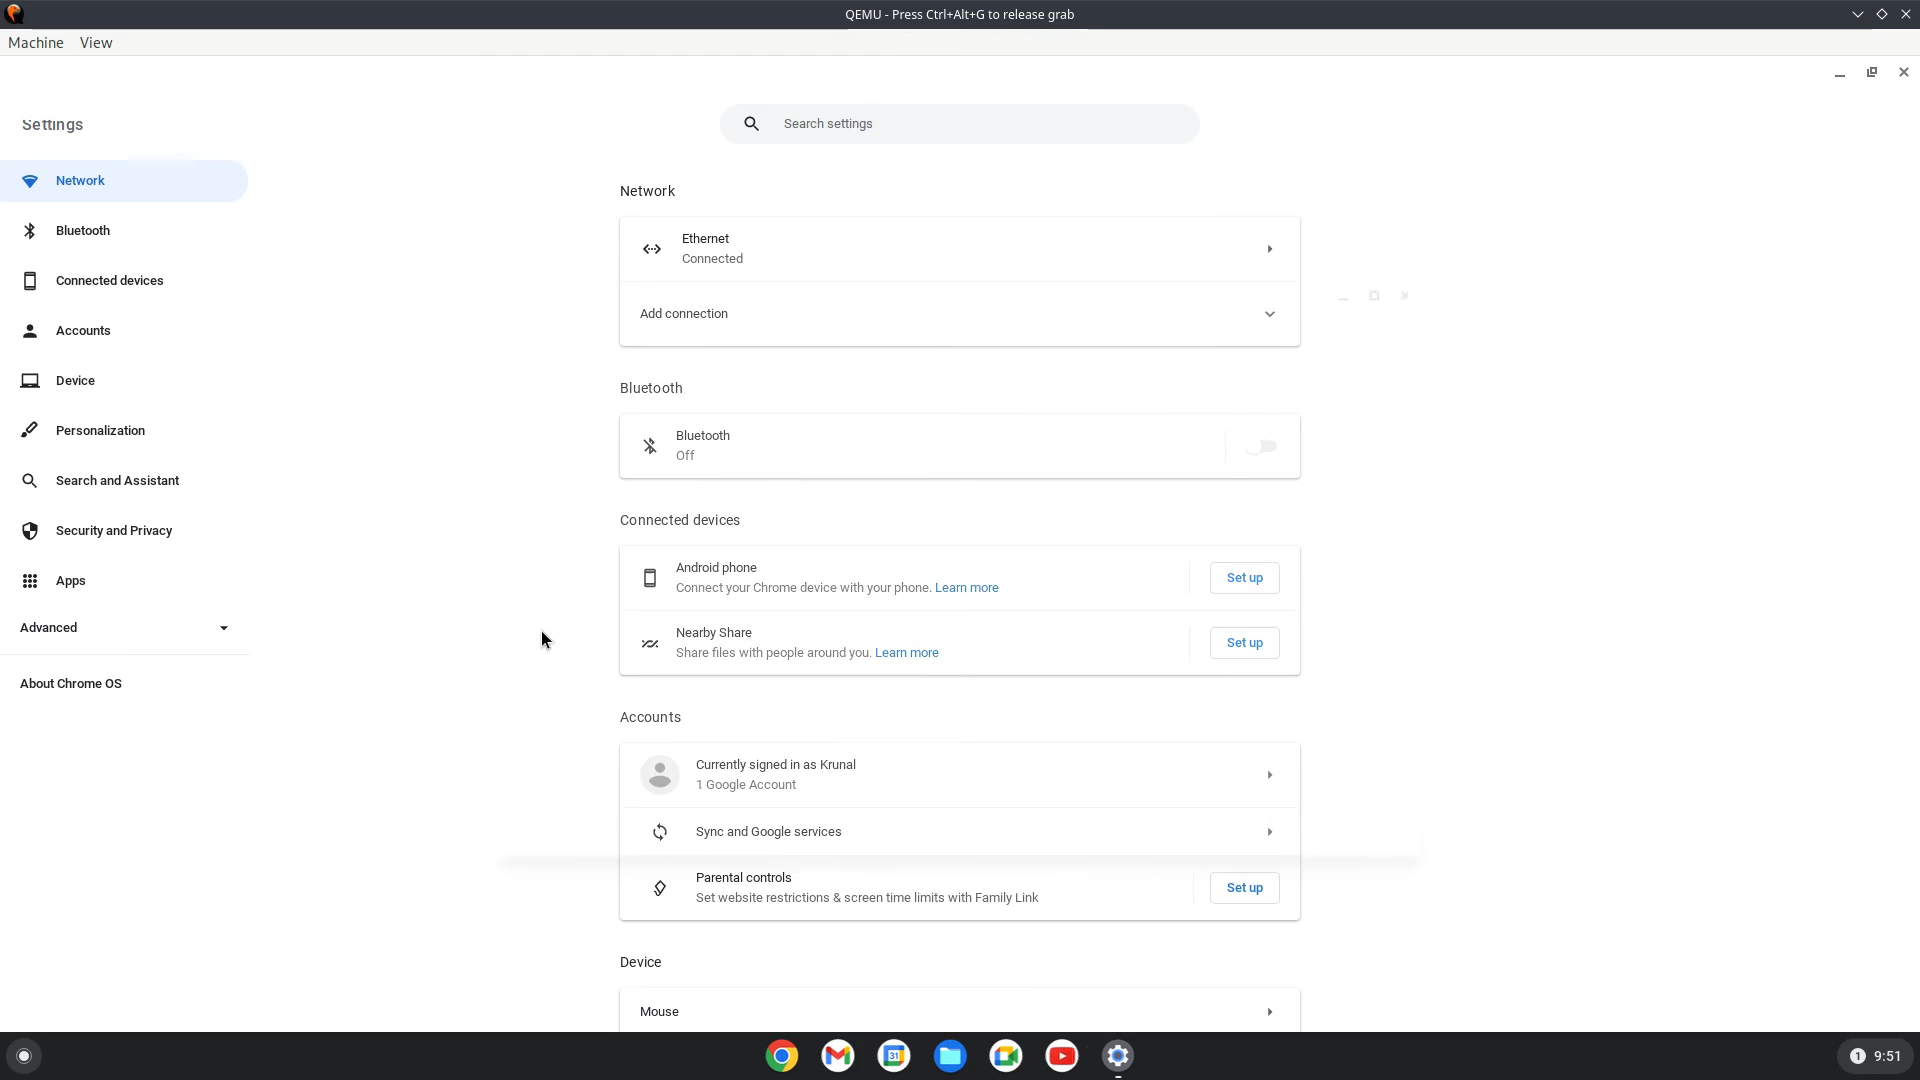 QEMU - Press Ctrl+Alt+G to release grab
Machine View
Settings
Search settings
Network
Bluetooth
Connected devices
Accounts
Device
Personalization
Search and Assistant
Security and Privacy
Apps
Advanced
About Chrome OS
Network
Ethernet
Connected
Add connection
Bluetooth
Bluetooth
Off
Connected devices
Android phone
Connect your Chrome device with your phone. Learn more
Set up
Nearby Share
Share files with people around you. Learn more
Set up
Accounts
Currently signed in as Krunal
1 Google Account
Sync and Google services
Parental controls
Set website restrictions & screen time limits with Family Link
Set up
Device
Mouse
31
1 9:51